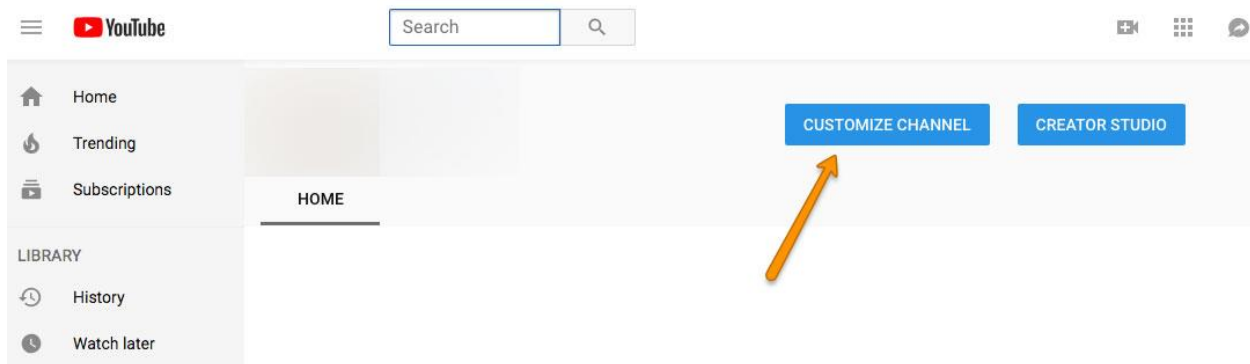 YouTube
Search
Home
Trending
Subscriptions
LIBRARY
History
Watch later
CUSTOMIZE CHANNEL
CREATOR STUDIO
HOME